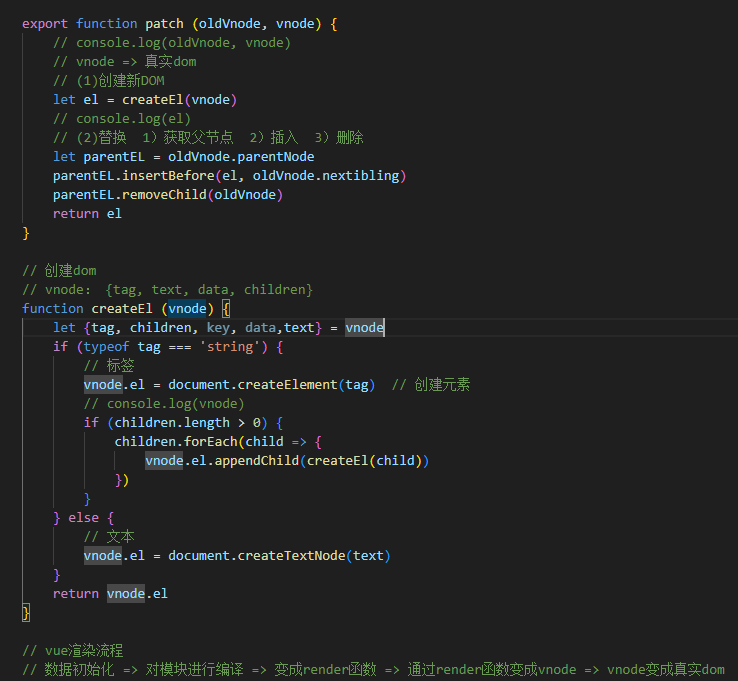 export function patch (oldVnode, vnode) {
// console.log(oldVnode, vnode)
// vnode => 真实dom
// (1)创建新DOM
let el = createEl(vnode)
// console.log(el)
// (2)替换  1）获取父节点  2）插入  3）删除
let parentEL = oldVnode.parentNode
parentEL.insertBefore(el, oldVnode.nextibling)
parentEL.removeChild(oldVnode)
return el
}
// 创建dom
// vnode： {tag, text, data, children}
function createEl (vnode) {
let {tag, children, key, data,text} = vnode
if (typeof tag === 'string') {
// 标签
vnode.el = document.createElement(tag)  // 创建元素
// console.log(vnode)
if (children.length > 0) {
children.forEach(child => {
vnode.el.appendChild(createEl(child))
})
}
} else {
// 文本
vnode.el = document.createTextNode(text)
}
return vnode.el
}
// vue渲染流程
// 数据初始化 => 对模块进行编译 => 变成render函数 => 通过render函数变成vnode => vnode变成真实dom